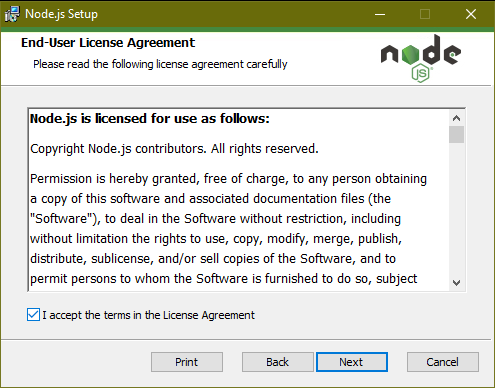 Node.js Setup
End-User License Agreement
Please read the following license agreement carefully
node
JS
Node.js is licensed for use as follows:
Copyright Node.js contributors. All rights reserved.
Permission is hereby granted, free of charge, to any person obtaining
a copy of this software and associated documentation files (the
"Software"), to deal in the Software without restriction, including
without limitation the rights to use, copy, modify, merge, publish,
distribute, sublicense, and/or sell copies of the Software, and to
permit persons to whom the Software is furnished to do so, subject
I accept the terms in the License Agreement
Print Back Next Cancel